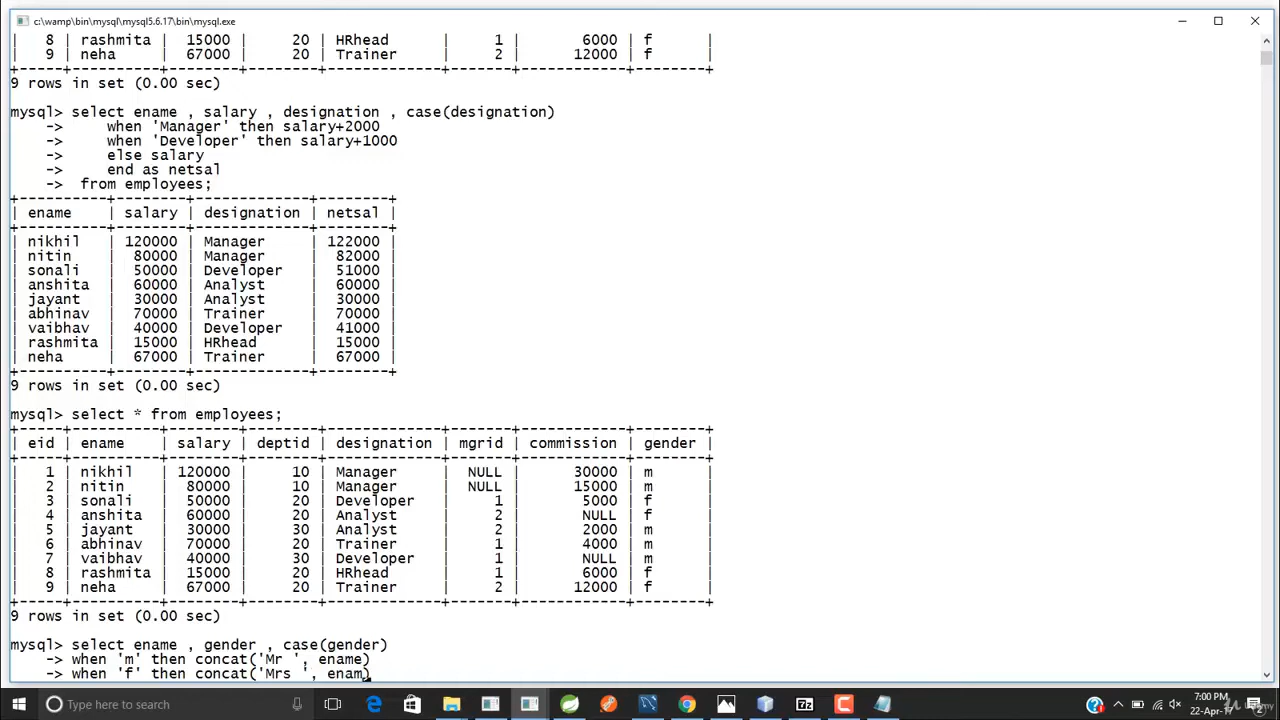 c:\wamp\bin\mysql\mysql5.6.17\bin\mysql.exe
|   8 | rashmita |  15000 |     20 | HRhead      |     1 |       6000 | f      |
|   9 | neha     |  67000 |     20 | Trainer     |     2 |      12000 | f      |
+-----+----------+--------+--------+-------------+-------+------------+--------+
9 rows in set (0.00 sec)
mysql> select ename , salary , designation , case(designation)
    ->     when 'Manager' then salary+2000
    ->     when 'Developer' then salary+1000
    ->     else salary
    ->     end as netsal
    ->  from employees;
+----------+--------+-------------+--------+
| ename    | salary | designation | netsal |
+----------+--------+-------------+--------+
| nikhil   | 120000 | Manager     | 122000 |
| nitin    |  80000 | Manager     |  82000 |
| sonali   |  50000 | Developer   |  51000 |
| anshita  |  60000 | Analyst     |  60000 |
| jayant   |  30000 | Analyst     |  30000 |
| abhinav  |  70000 | Trainer     |  70000 |
| vaibhav  |  40000 | Developer   |  41000 |
| rashmita |  15000 | HRhead      |  15000 |
| neha     |  67000 | Trainer     |  67000 |
+----------+--------+-------------+--------+
9 rows in set (0.00 sec)
mysql> select * from employees;
+-----+----------+--------+--------+-------------+-------+------------+--------+
| eid | ename    | salary | deptid | designation | mgrid | commission | gender |
+-----+----------+--------+--------+-------------+-------+------------+--------+
|   1 | nikhil   | 120000 |     10 | Manager     |  NULL |      30000 | m      |
|   2 | nitin    |  80000 |     10 | Manager     |  NULL |      15000 | m      |
|   3 | sonali   |  50000 |     20 | Developer   |     1 |       5000 | f      |
|   4 | anshita  |  60000 |     20 | Analyst     |     2 |       NULL | f      |
|   5 | jayant   |  30000 |     30 | Analyst     |     2 |       2000 | m      |
|   6 | abhinav  |  70000 |     20 | Trainer     |     1 |       4000 | m      |
|   7 | vaibhav  |  40000 |     30 | Developer   |     1 |       NULL | m      |
|   8 | rashmita |  15000 |     20 | HRhead      |     1 |       6000 | f      |
|   9 | neha     |  67000 |     20 | Trainer     |     2 |      12000 | f      |
+-----+----------+--------+--------+-------------+-------+------------+--------+
9 rows in set (0.00 sec)
mysql> select ename , gender , case(gender)
    -> when 'm' then concat('Mr ', ename)
    -> when 'f' then concat('Mrs ', enam)
Type here to search
Zz
7:00 PM
22-Apr-17